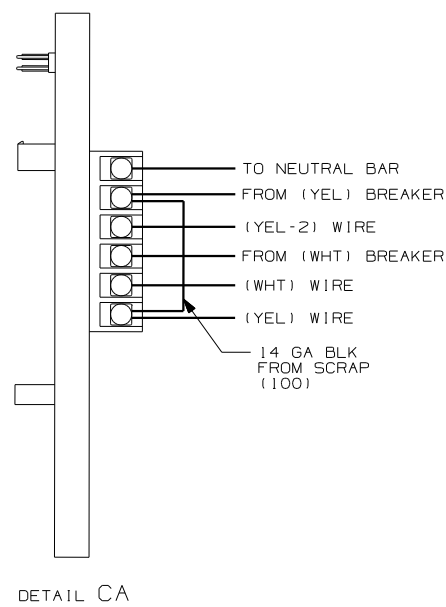 TO NEUTRAL BAR
FROM (YEL) BREAKER
(YEL-2) WIRE
FROM (WHT) BREAKER
(WHT) WIRE
(YEL) WIRE
14 GA BLK
FROM SCRAP
(100)
DETAIL CA